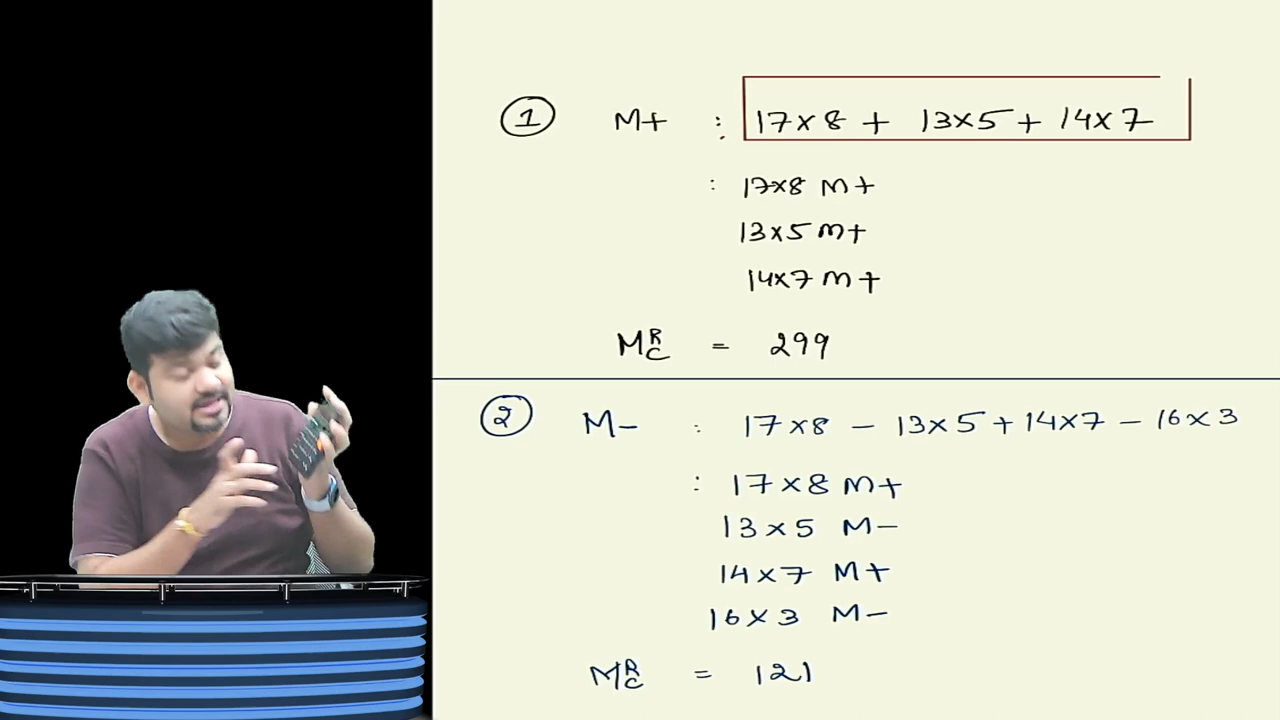 ① M+ : 17×8 + 13×5 + 14×7
: 17×8 M+
13×5 M+
14×7 M+
MRC = 299
② M- : 17×8 - 13×5 + 14×7 - 16×3
: 17×8 M+
13×5 M-
14×7 M+
16×3 M-
MRC = 121